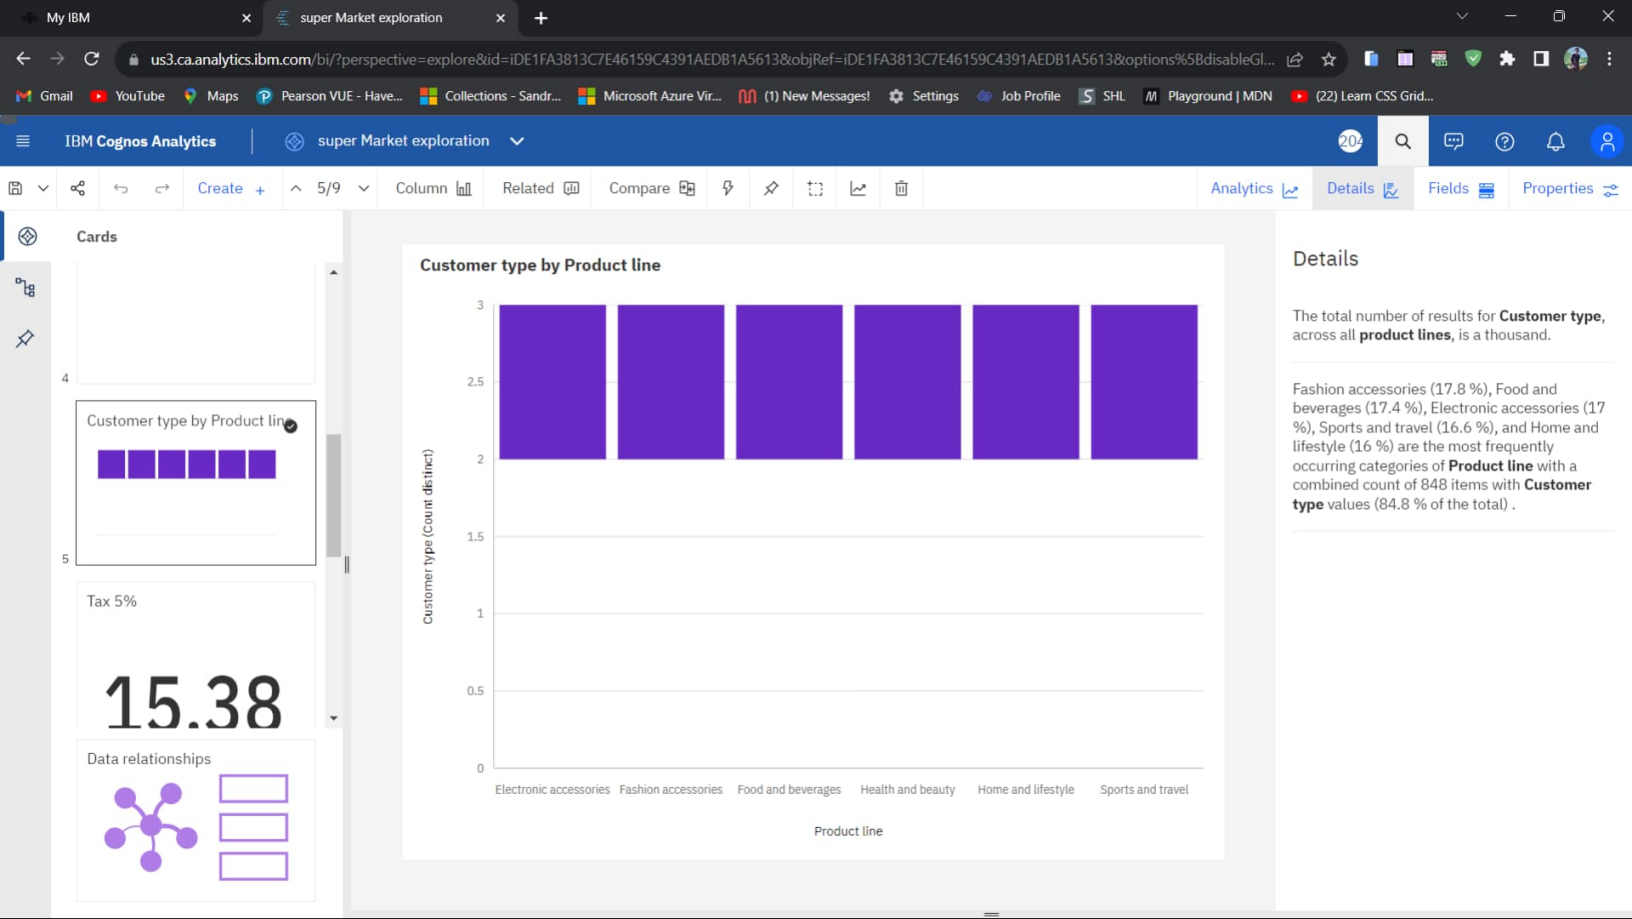 My IBM
super Market exploration
us3.ca.analytics.ibm.com/bi/?perspective=explore&id=iDE1FA3813C7E46159C4391AEDB1A5613&objRef=iDE1FA3813C7E46159C4391AEDB1A5613&options%5BdisableGl...
Gmail
YouTube
Maps
Pearson VUE - Have...
Collections - Sandr...
Microsoft Azure Vir...
(1) New Messages!
Settings
Job Profile
SHL
Playground | MDN
(22) Learn CSS Grid...
IBM Cognos Analytics
super Market exploration
204
Create +
5/9
Column
Related
Compare
Analytics
Details
Fields
Properties
Cards
4
Customer type by Product line
5
Tax 5%
15.38
Data relationships
Customer type by Product line
3
2.5
2
1.5
1
0.5
0
Customer type (Count distinct)
Electronic accessories
Fashion accessories
Food and beverages
Health and beauty
Home and lifestyle
Sports and travel
Product line
Details
The total number of results for Customer type,
across all product lines, is a thousand.
Fashion accessories (17.8 %), Food and
beverages (17.4 %), Electronic accessories (17
%), Sports and travel (16.6 %), and Home and
lifestyle (16 %) are the most frequently
occurring categories of Product line with a
combined count of 848 items with Customer
type values (84.8 % of the total) .